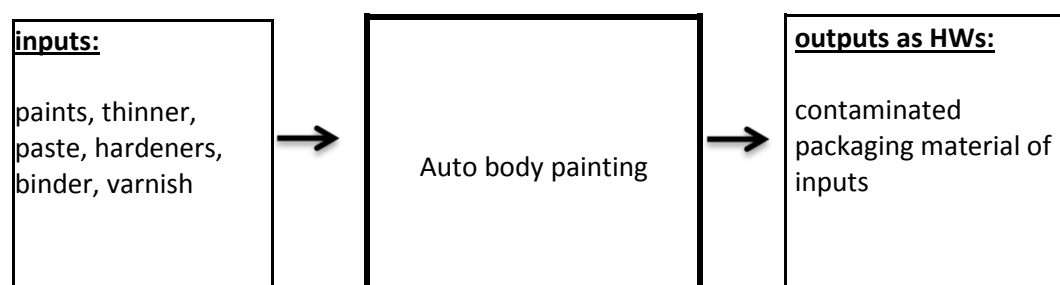 inputs:
paints, thinner,
paste, hardeners,
binder, varnish
Auto body painting
outputs as HWs:
contaminated
packaging material of
inputs